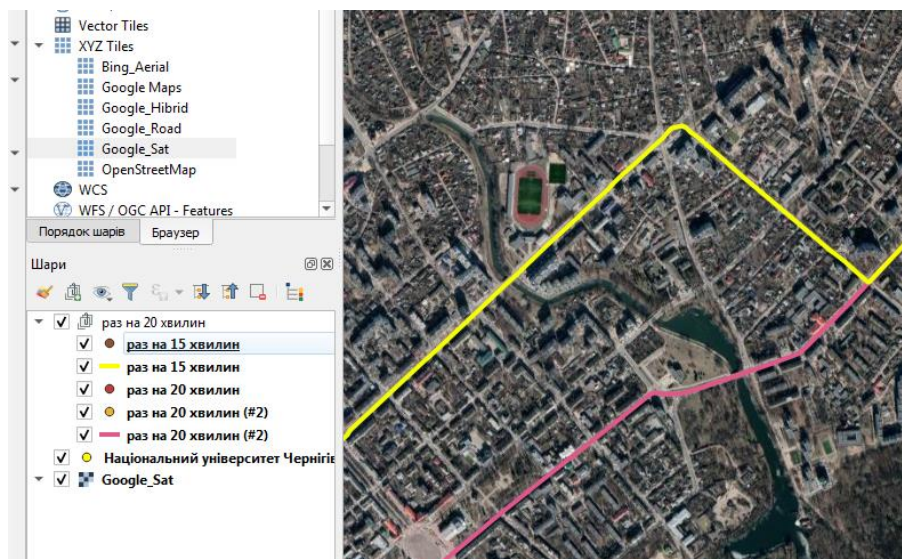 Vector Tiles
XYZ Tiles
Bing_Aerial
Google Maps
Google_Hibrid
Google_Road
Google_Sat
OpenStreetMap
WCS
WFS / OGC API - Features
Порядок шарів Браузер
Шари
раз на 20 хвилин
раз на 15 хвилин
раз на 15 хвилин
раз на 20 хвилин
раз на 20 хвилин (#2)
раз на 20 хвилин (#2)
Національний університет Чернігів
Google_Sat